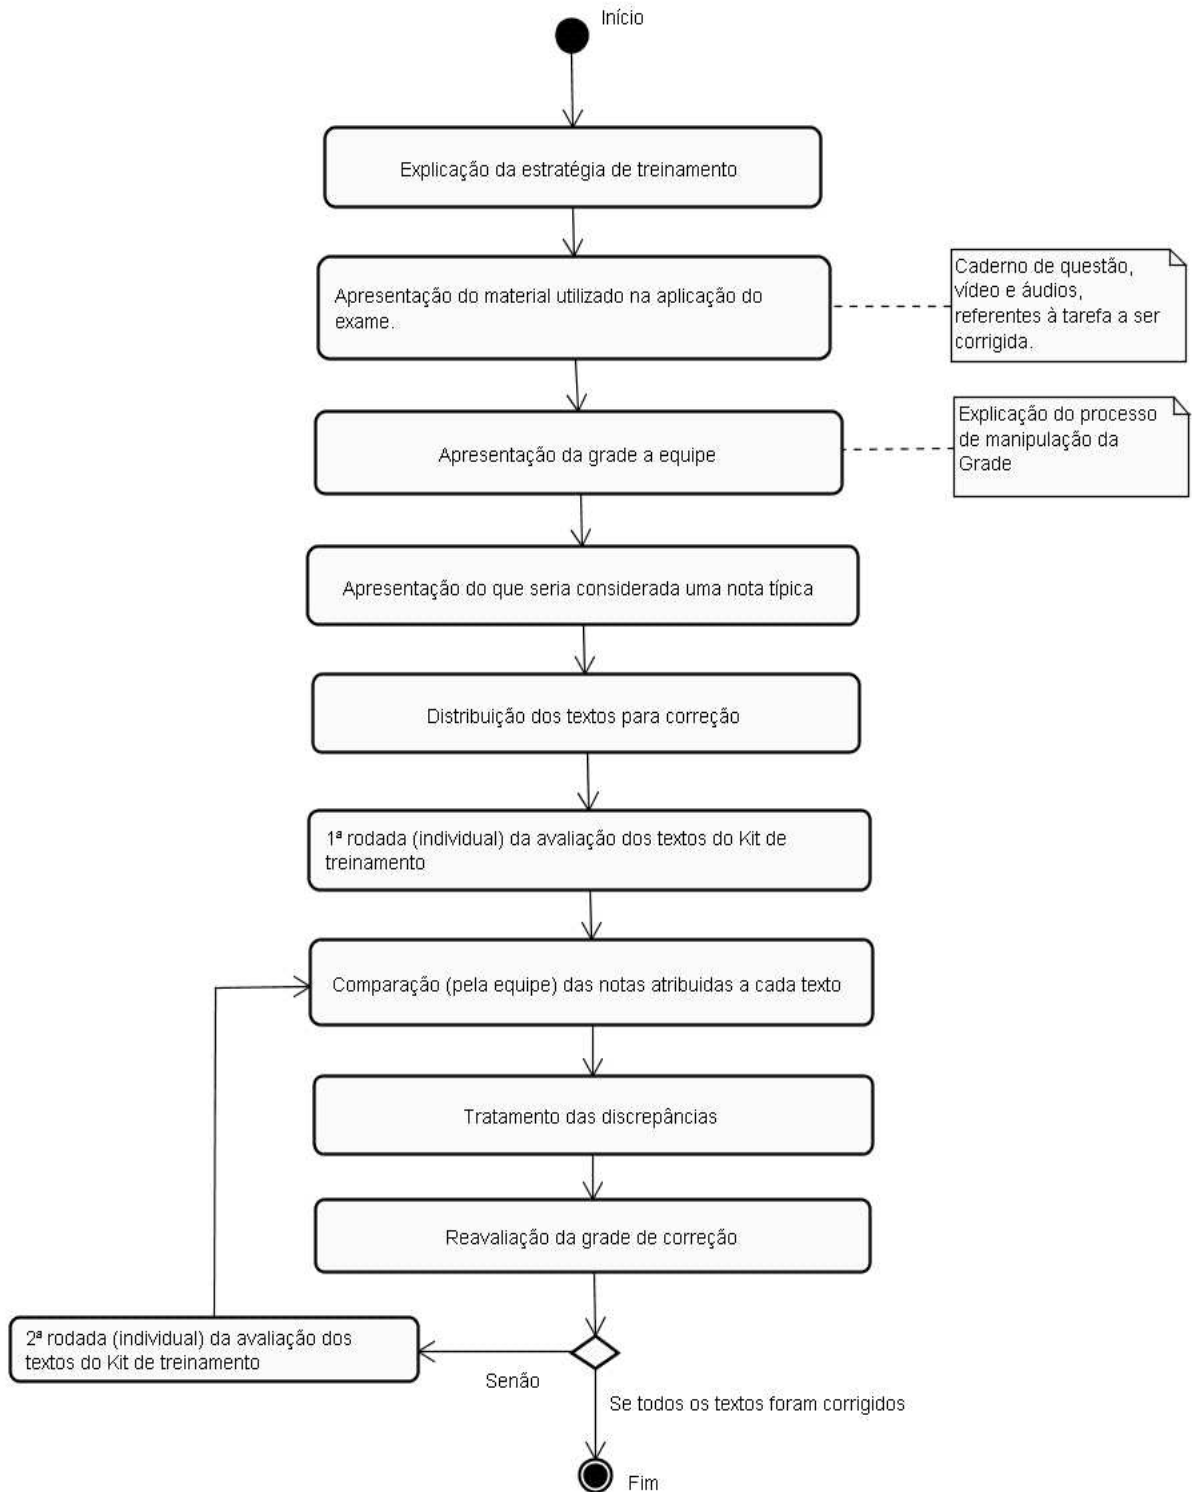 Início
Explicação da estratégia de treinamento
Apresentação do material utilizado na aplicação do
exame.
Caderno de questão,
vídeo e áudios,
referentes à tarefa a ser
corrigida.
Apresentação da grade a equipe
Explicação do processo
de manipulação da
Grade
Apresentação do que seria considerada uma nota típica
Distribuição dos textos para correção
1ª rodada (individual) da avaliação dos textos do Kit de
treinamento
Comparação (pela equipe) das notas atribuidas a cada texto
Tratamento das discrepâncias
Reavaliação da grade de correção
2ª rodada (individual) da avaliação dos
textos do Kit de treinamento
Senão
Se todos os textos foram corrigidos
Fim